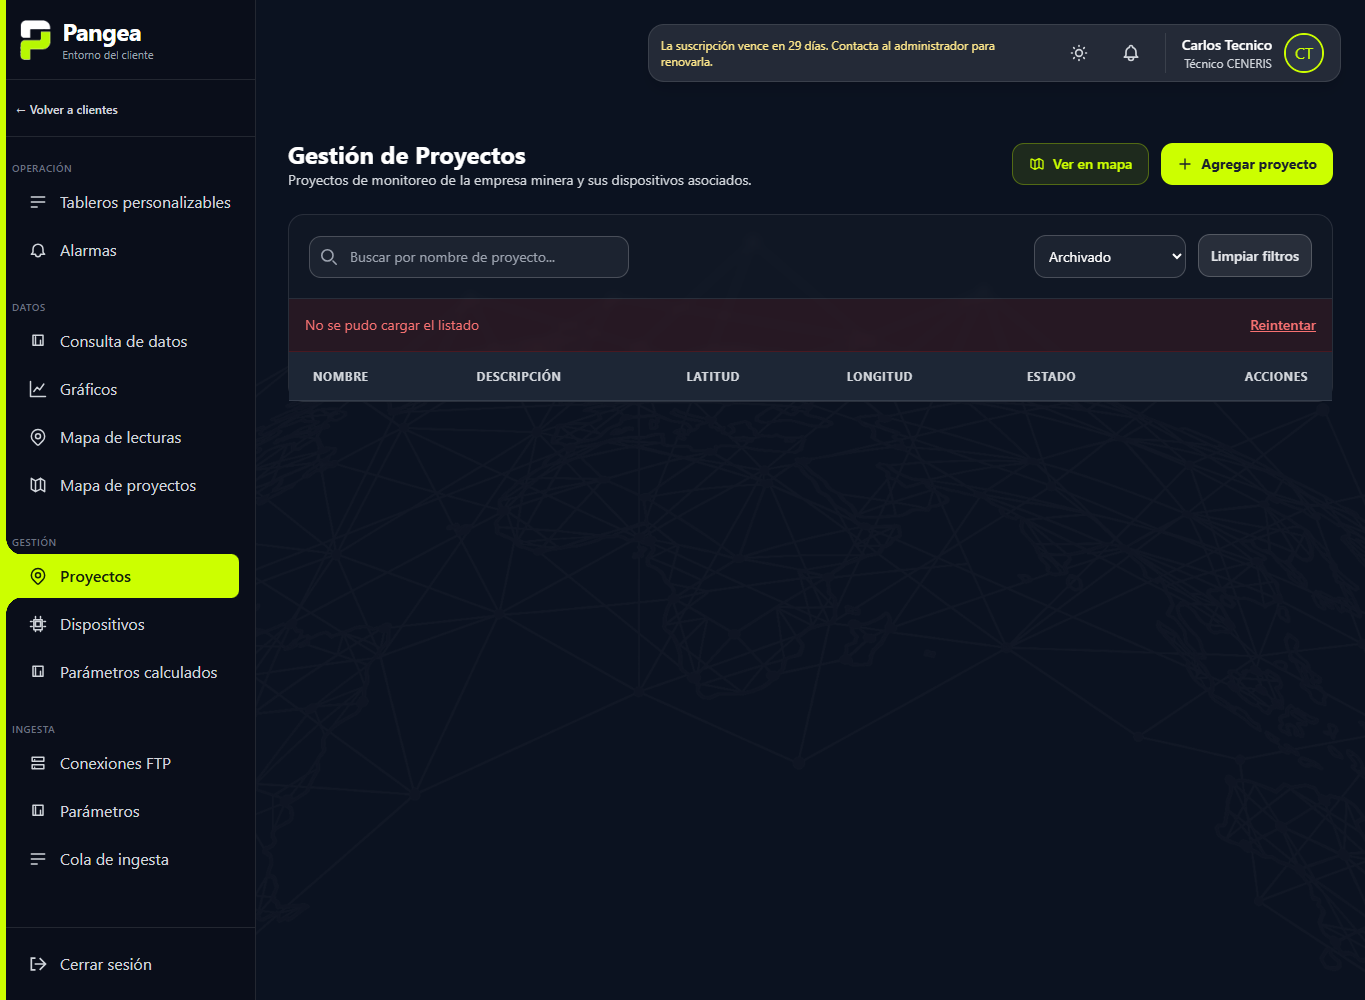 Pangea
Entorno del cliente
← Volver a clientes
OPERACIÓN
Tableros personalizables
Alarmas
DATOS
Consulta de datos
Gráficos
Mapa de lecturas
Mapa de proyectos
GESTIÓN
Proyectos
Dispositivos
Parámetros calculados
INGESTA
Conexiones FTP
Parámetros
Cola de ingesta
Cerrar sesión
La suscripción vence en 29 días. Contacta al administrador para
renovarla.
Carlos Tecnico
Técnico CENERIS
CT
Gestión de Proyectos
Proyectos de monitoreo de la empresa minera y sus dispositivos asociados.
Ver en mapa
+ Agregar proyecto
Buscar por nombre de proyecto...
Archivado
Limpiar filtros
No se pudo cargar el listado
Reintentar
NOMBRE DESCRIPCIÓN LATITUD LONGITUD ESTADO ACCIONES